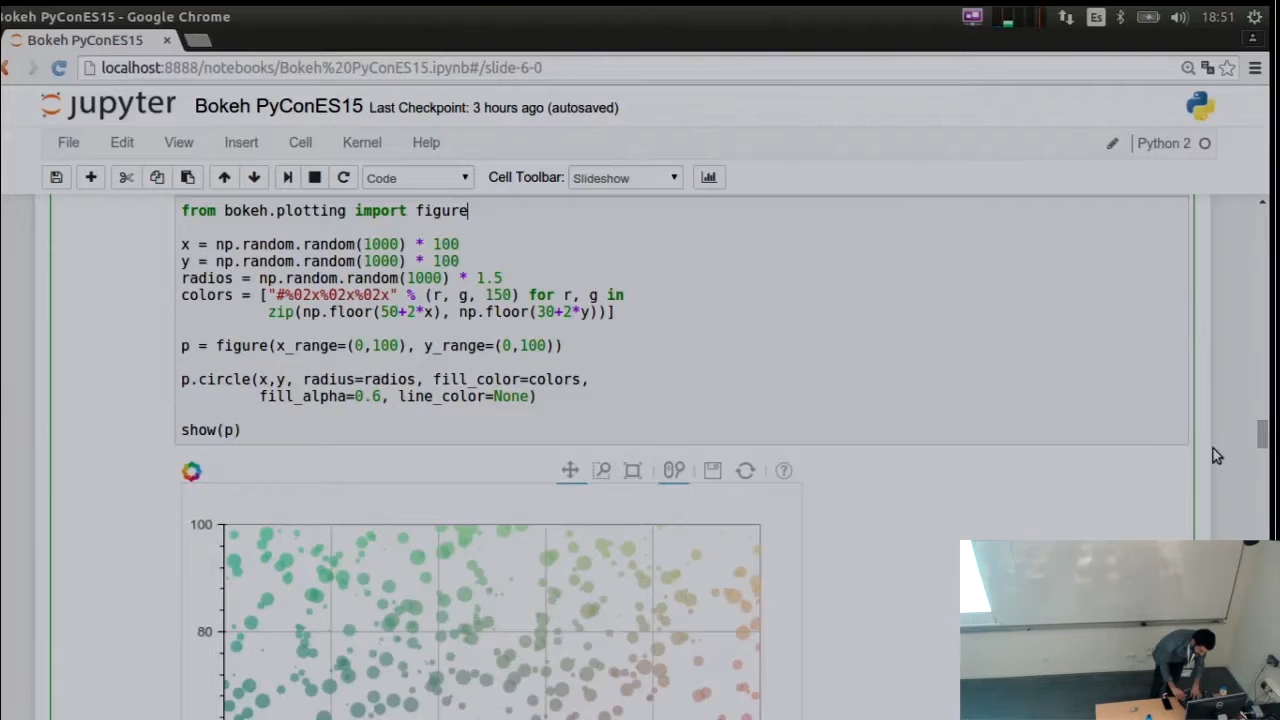 Bokeh PyConES15 - Google Chrome
Es
18:51
Bokeh PyConES15
localhost:8888/notebooks/Bokeh%20PyConES15.ipynb#/slide-6-0
jupyter Bokeh PyConES15 Last Checkpoint: 3 hours ago (autosaved)
File Edit View Insert Cell Kernel Help
Python 2
Code Cell Toolbar: Slideshow
from bokeh.plotting import figure
x = np.random.random(1000) * 100
y = np.random.random(1000) * 100
radios = np.random.random(1000) * 1.5
colors = ["#%02x%02x%02x" % (r, g, 150) for r, g in
zip(np.floor(50+2*x), np.floor(30+2*y))]
p = figure(x_range=(0,100), y_range=(0,100))
p.circle(x,y, radius=radios, fill_color=colors,
fill_alpha=0.6, line_color=None)
show(p)
100
80